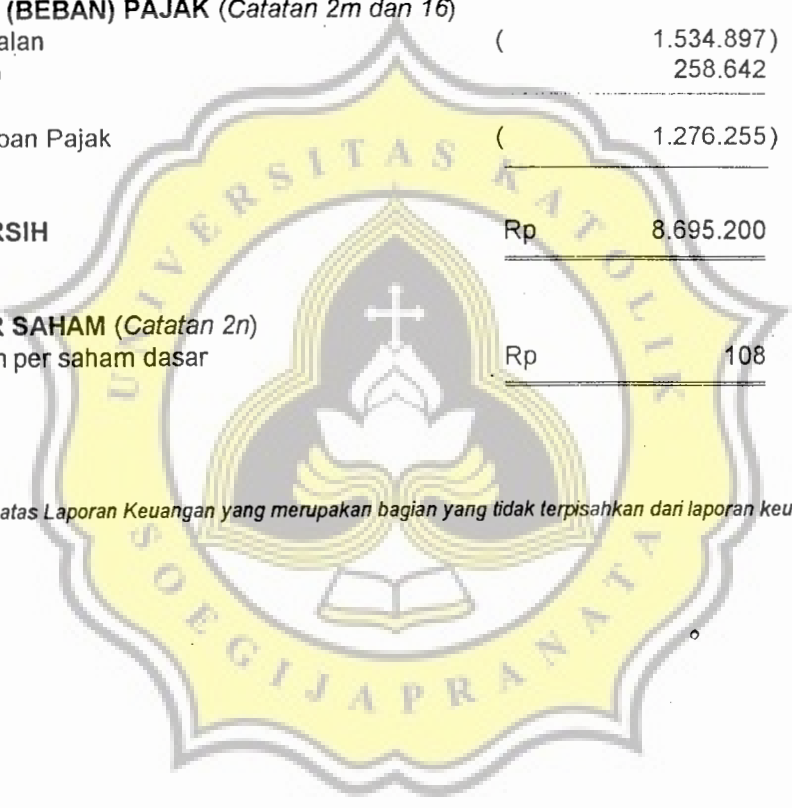 (BEBAN) PAJAK (Catatan 2m dan 16)
alan ( 1.534.897)
258.642
oan Pajak ( 1.276.255)
RSIH Rp 8.695.200
R SAHAM (Catatan 2n)
n per saham dasar Rp 108
atas Laporan Keuangan yang merupakan bagian yang tidak terpisahkan dari laporan keu
UNIVERSITAS KATOLIK
SOEGIJAPRANATA